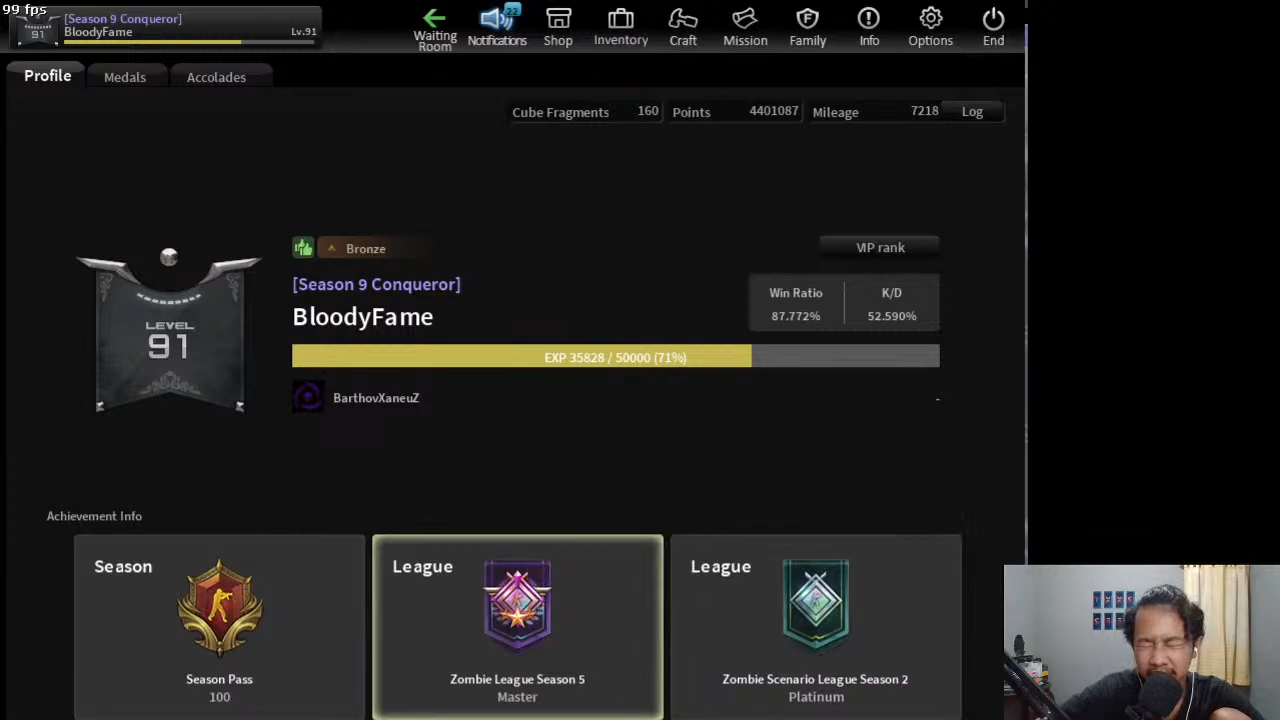 99 fps
[Season 9 Conqueror]
91
BloodyFame
Lv.91
22
Waiting
Room
Notifications
Shop
Inventory
Craft
Mission
Family
Info
Options
End
Profile
Medals
Accolades
Cube Fragments 160
Points 4401087
Mileage 7218
Log
Bronze
VIP rank
[Season 9 Conqueror]
BloodyFame
Win Ratio
87.772%
K/D
52.590%
LEVEL
91
EXP 35828 / 50000 (71%)
BarthovXaneuZ
-
Achievement Info
Season
Season Pass
100
League
Zombie League Season 5
Master
League
Zombie Scenario League Season 2
Platinum